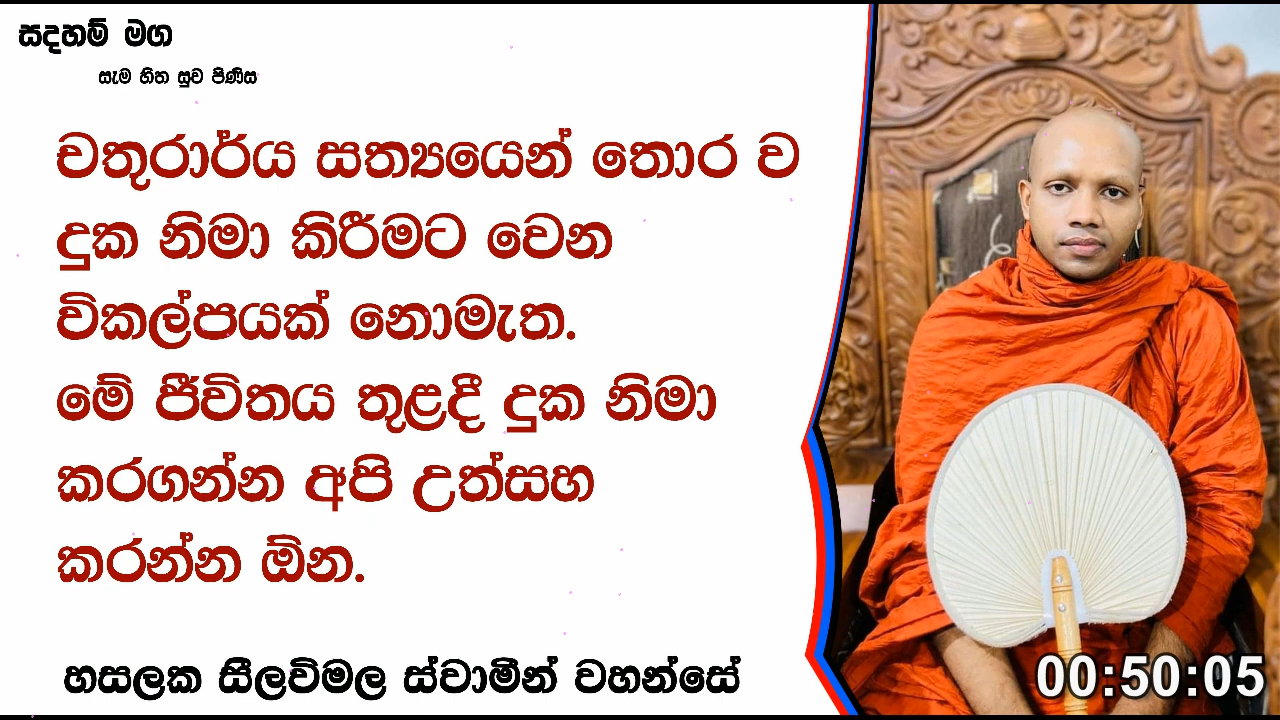 සදහම් මග
සැම හිත සුව පිණිස
චතුරාර්ය සත්‍යයෙන් තොර ව
දුක නිමා කිරීමට වෙන
විකල්පයක් නොමැත.
මේ ජීවිතය තුළදී දුක නිමා
කරගන්න අපි උත්සහ
කරන්න ඕන.
හසලක සීලවිමල ස්වාමීන් වහන්සේ
00:50:05